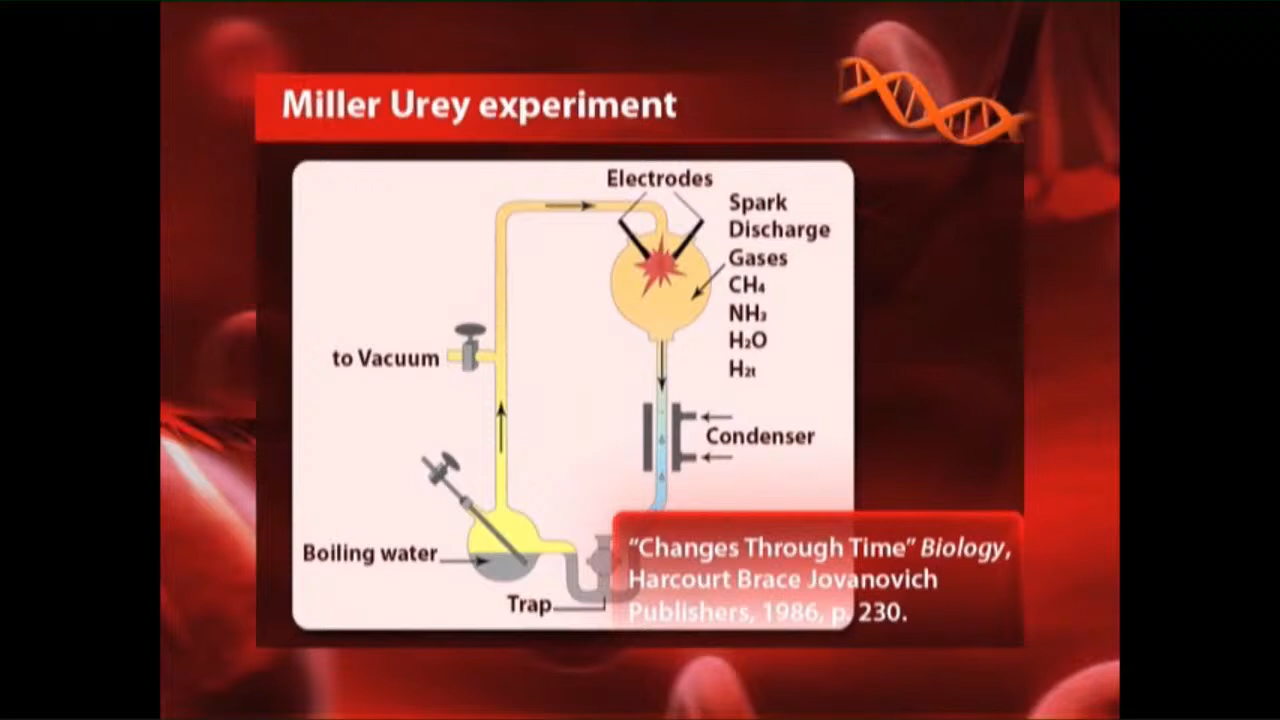 Miller Urey experiment
Electrodes
Spark
Discharge
Gases
CH₄
NH₃
H₂O
H₂t
to Vacuum
Condenser
Boiling water
Trap
“Changes Through Time” Biology,
Harcourt Brace Jovanovich
Publishers, 1986, p. 230.